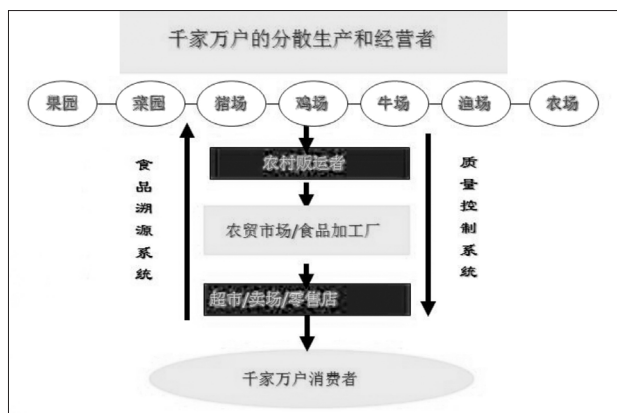 千家万户的分散生产和经营者
果园 菜园 猪场 鸡场 牛场 渔场 农场
农村贩运者
食品溯源系统
质量控制系统
农贸市场/食品加工厂
超市/卖场/零售店
千家万户消费者